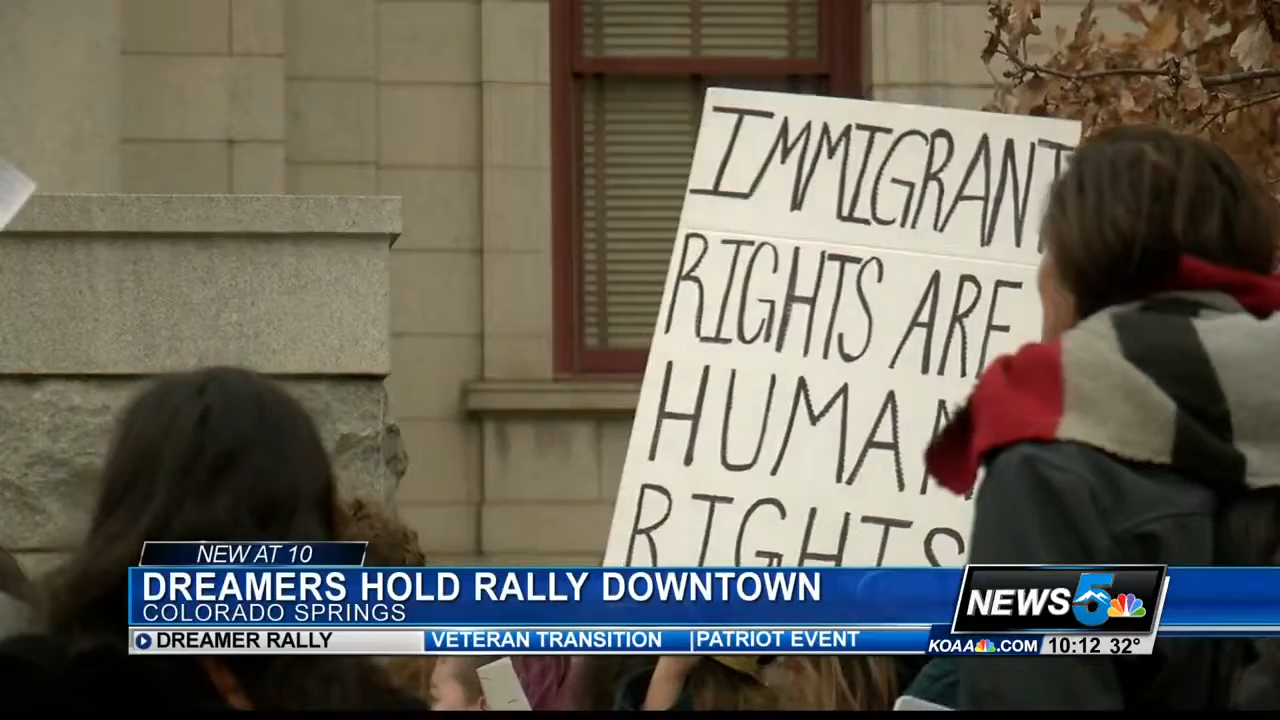 IMMIGRANT
RIGHTS ARE
HUMAN
RIGHTS
NEW AT 10
DREAMERS HOLD RALLY DOWNTOWN
COLORADO SPRINGS
NEWS 5
DREAMER RALLY
VETERAN TRANSITION
PATRIOT EVENT
KOAA.COM
10:12 32°